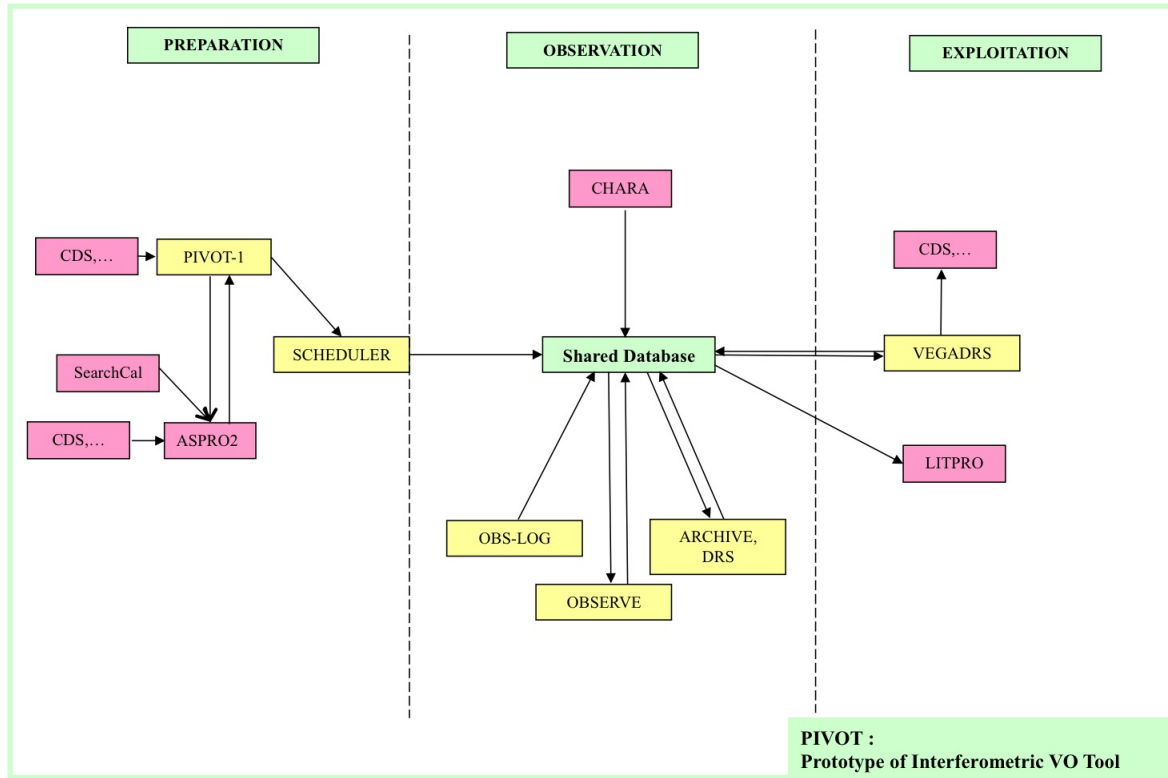 PREPARATION
OBSERVATION
EXPLOITATION
CHARA
CDS,…
PIVOT-1
CDS,…
SCHEDULER
Shared Database
VEGADRS
SearchCal
CDS,…
ASPRO2
LITPRO
OBS-LOG
ARCHIVE,
DRS
OBSERVE
PIVOT :
Prototype of Interferometric VO Tool